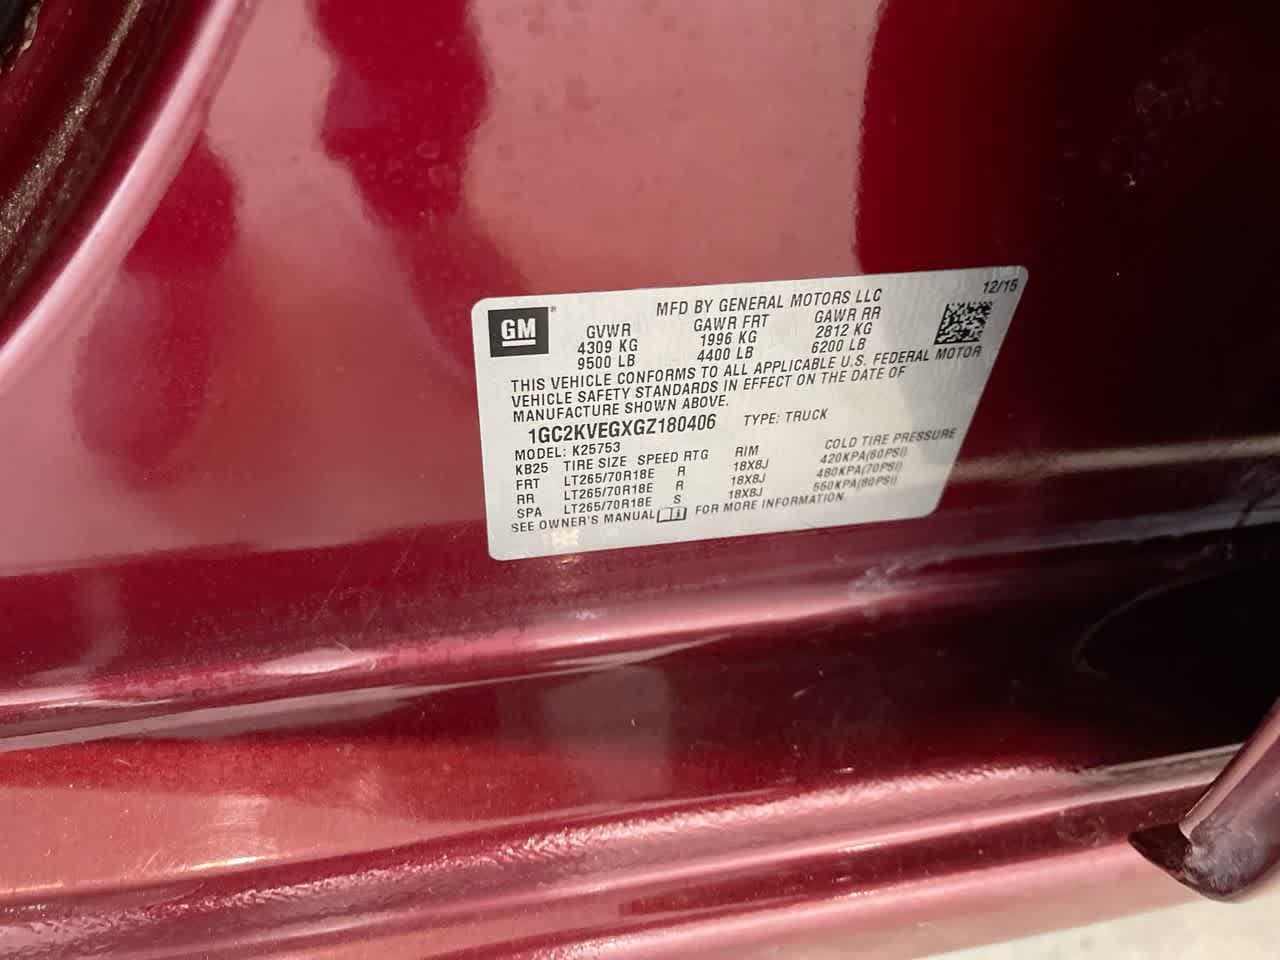 MFD BY GENERAL MOTORS LLC 12/15
GM®
GVWR GAWR FRT GAWR RR
4309 KG 1996 KG 2812 KG
9500 LB 4400 LB 6200 LB
THIS VEHICLE CONFORMS TO ALL APPLICABLE U.S. FEDERAL MOTOR
VEHICLE SAFETY STANDARDS IN EFFECT ON THE DATE OF
MANUFACTURE SHOWN ABOVE.
1GC2KVEGXGZ180406 TYPE: TRUCK
MODEL: K25753
KB25 TIRE SIZE SPEED RTG RIM COLD TIRE PRESSURE
FRT LT265/70R18E R 18X8J 420KPA(60PSI)
RR LT265/70R18E R 18X8J 480KPA(70PSI)
SPA LT265/70R18E S 18X8J 550KPA(80PSI)
SEE OWNER'S MANUAL FOR MORE INFORMATION.